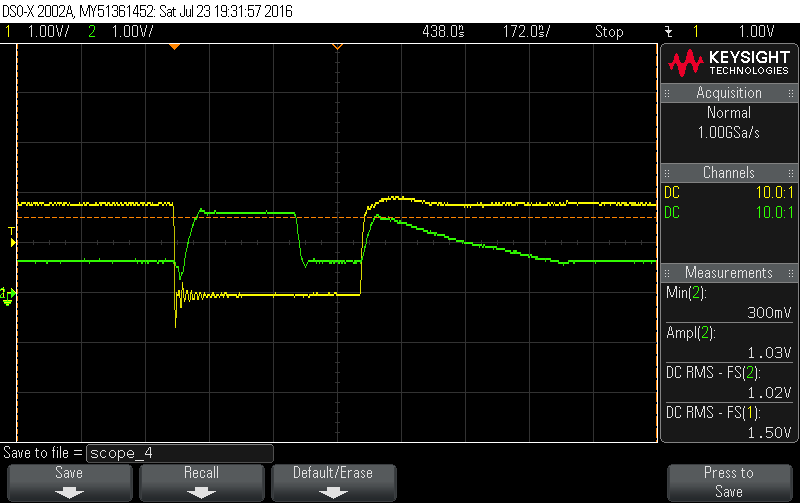 DSO-X 2002A, MY51361452: Sat Jul 23 19:31:57 2016
1 1.00V/ 2 1.00V/ 438.0ns 172.0ns/ Stop 1 1.00V
KEYSIGHT
TECHNOLOGIES
Acquisition
Normal
1.00GSa/s
Channels
DC 10.0:1
DC 10.0:1
Measurements
Min(2):
300mV
Ampl(2):
1.03V
DC RMS - FS(2):
1.02V
DC RMS - FS(1):
1.50V
T
Save to file = scope_4
Save
Recall
Default/Erase
Press to
Save